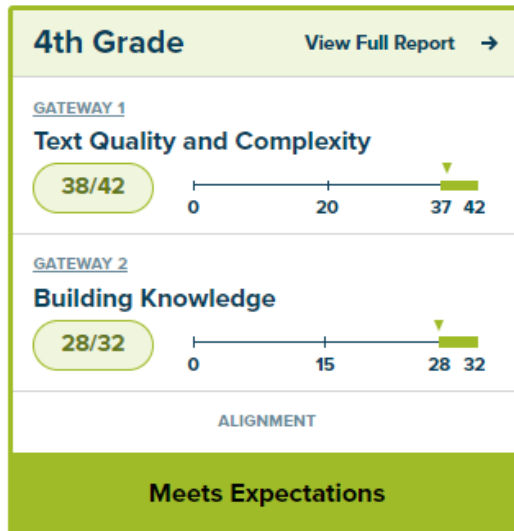 4th Grade View Full Report →
GATEWAY 1
Text Quality and Complexity
38/42
0 20 37 42
GATEWAY 2
Building Knowledge
28/32
0 15 28 32
ALIGNMENT
Meets Expectations